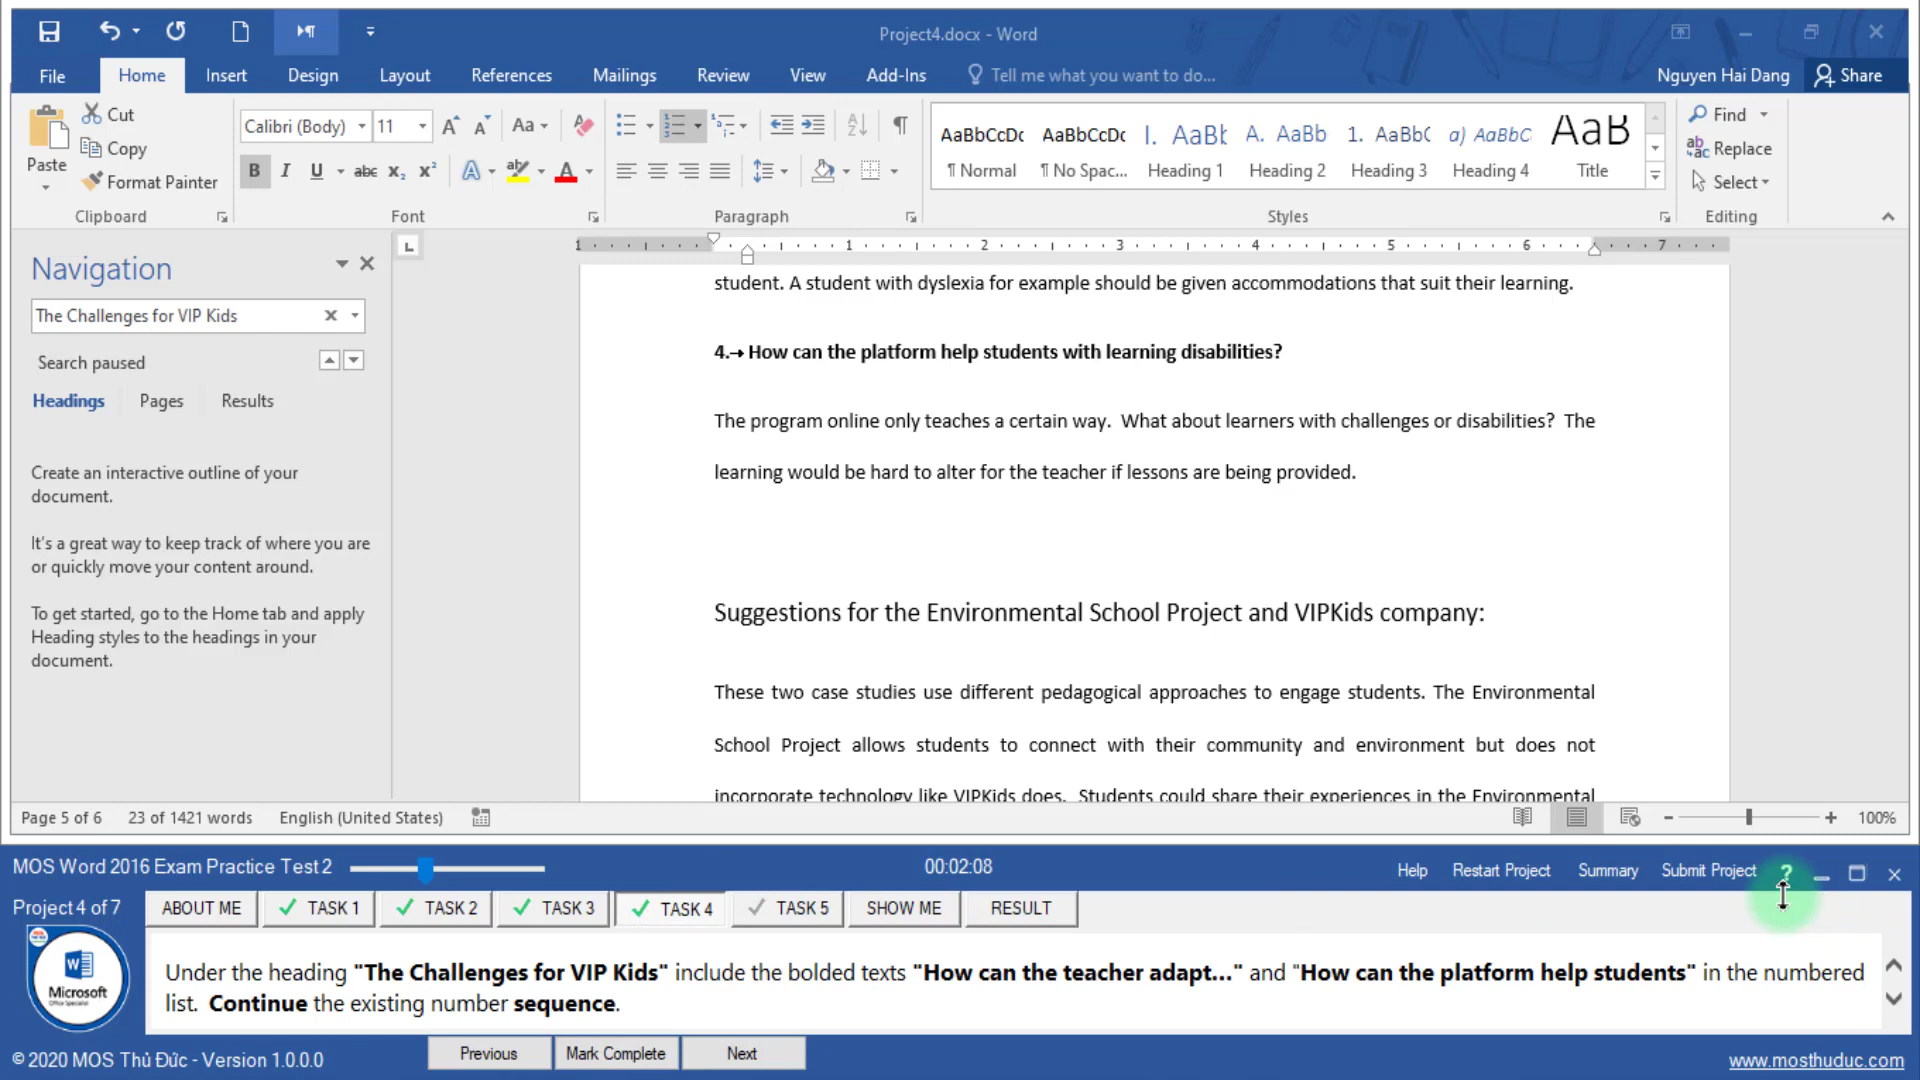 Project4.docx - Word
File Home Insert Design Layout References Mailings Review View Add-Ins Tell me what you want to do... Nguyen Hai Dang Share
Paste Cut Copy Format Painter
Calibri (Body) 11 Aa
B I U abc x₂ x² A A
AaBbCcDc AaBbCcDc I. AaBb A. AaBb 1. AaBbC a) AaBbC AaB
¶ Normal ¶ No Spac... Heading 1 Heading 2 Heading 3 Heading 4 Title
Find
Replace
Select
Clipboard Font Paragraph Styles Editing
1 1 2 3 4 5 6 7
Navigation
The Challenges for VIP Kids
Search paused
Headings Pages Results
Create an interactive outline of your
document.
It's a great way to keep track of where you are
or quickly move your content around.
To get started, go to the Home tab and apply
Heading styles to the headings in your
document.
student. A student with dyslexia for example should be given accommodations that suit their learning.
4.→ How can the platform help students with learning disabilities?
The program online only teaches a certain way.  What about learners with challenges or disabilities?  The
learning would be hard to alter for the teacher if lessons are being provided.
Suggestions for the Environmental School Project and VIPKids company:
These two case studies use different pedagogical approaches to engage students. The Environmental
School Project allows students to connect with their community and environment but does not
incorporate technology like VIPKids does.  Students could share their experiences in the Environmental
Page 5 of 6 23 of 1421 words English (United States) 100%
MOS Word 2016 Exam Practice Test 2 00:02:08 Help Restart Project Summary Submit Project ?
Project 4 of 7 ABOUT ME TASK 1 TASK 2 TASK 3 TASK 4 TASK 5 SHOW ME RESULT
Microsoft
Under the heading "The Challenges for VIP Kids" include the bolded texts "How can the teacher adapt..." and "How can the platform help students" in the numbered
list.  Continue the existing number sequence.
© 2020 MOS Thủ Đức - Version 1.0.0.0 Previous Mark Complete Next www.mosthuduc.com